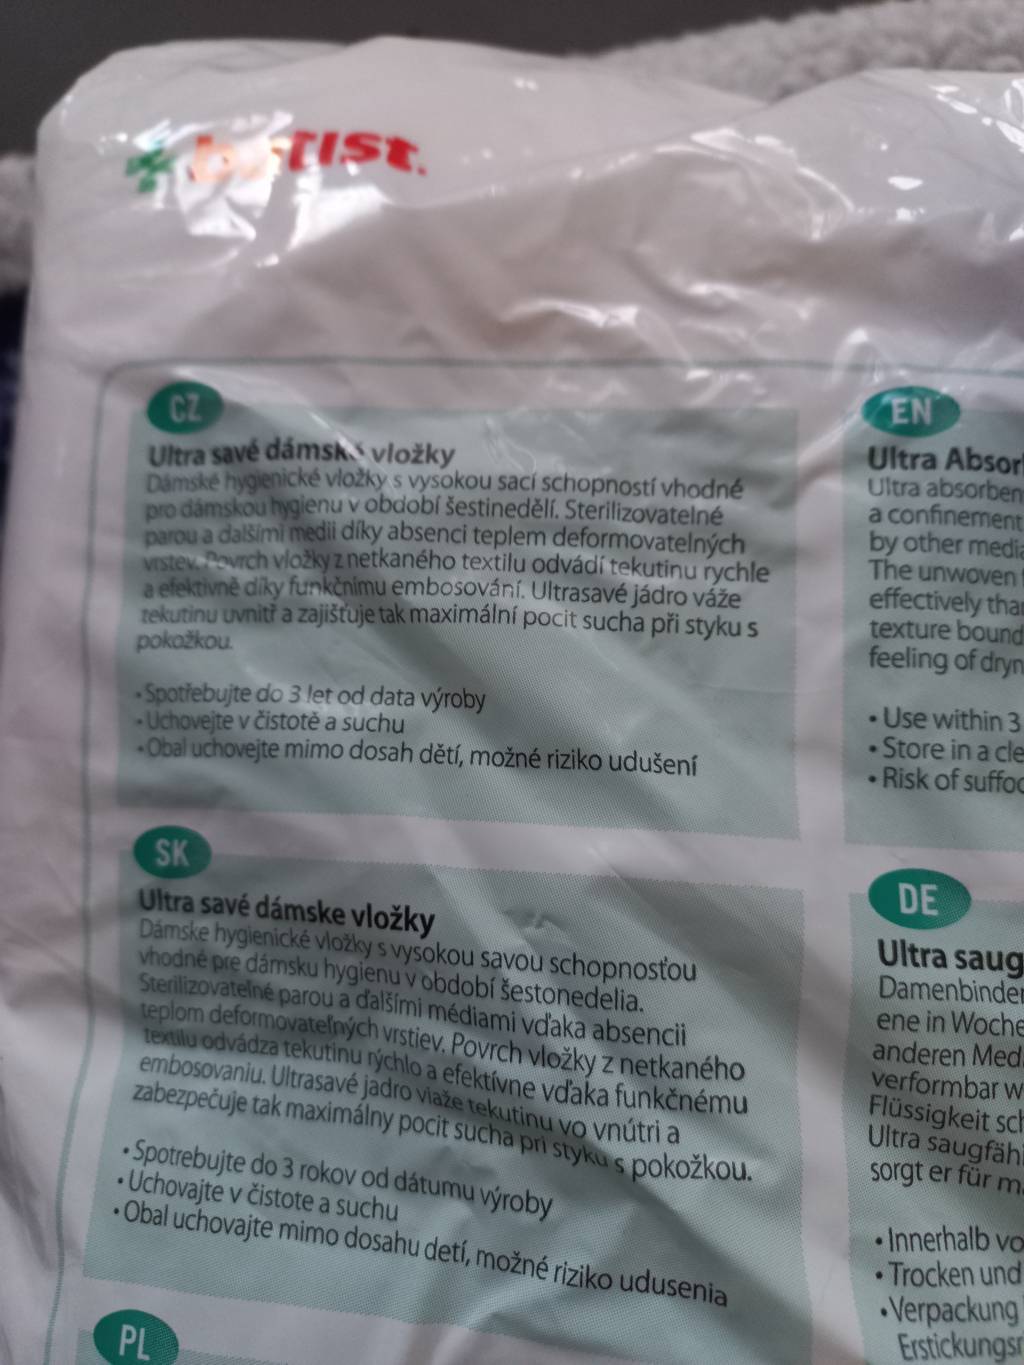 batist.
CZ
Ultra savé dámské vložky
Dámské hygienické vložky s vysokou sací schopností vhodné
pro dámskou hygienu v období šestinedělí. Sterilizovatelné
parou a dalšími medii díky absenci teplem deformovatelných
vrstev. Povrch vložky z netkaného textilu odvádí tekutinu rychle
a efektivně díky funkčnímu embosování. Ultrasavé jádro váže
tekutinu uvnitř a zajišťuje tak maximální pocit sucha při styku s
pokožkou.
• Spotřebujte do 3 let od data výroby
• Uchovejte v čistotě a suchu
• Obal uchovejte mimo dosah dětí, možné riziko udušení
SK
Ultra savé dámske vložky
Dámske hygienické vložky s vysokou savou schopnosťou
vhodné pre dámsku hygienu v období šestonedelia.
Sterilizovateľné parou a ďalšími médiami vďaka absencii
teplom deformovateľných vrstiev. Povrch vložky z netkaného
textilu odvádza tekutinu rýchlo a efektívne vďaka funkčnému
embosovaniu. Ultrasavé jadro viaže tekutinu vo vnútri a
zabezpečuje tak maximálny pocit sucha pri styku s pokožkou.
• Spotrebujte do 3 rokov od dátumu výroby
• Uchovajte v čistote a suchu
• Obal uchovajte mimo dosahu detí, možné riziko udusenia
PL
EN
Ultra Absor
Ultra absorben
a confinement
by other media
The unwoven
effectively tha
texture bound
feeling of dryn
• Use within 3
• Store in a cle
• Risk of suffoc
DE
Ultra saug
Damenbinden
ene in Woche
anderen Med
verformbar w
Flüssigkeit sch
Ultra saugfähi
sorgt er für m
• Innerhalb vo
• Trocken und
• Verpackung
Erstickungsr